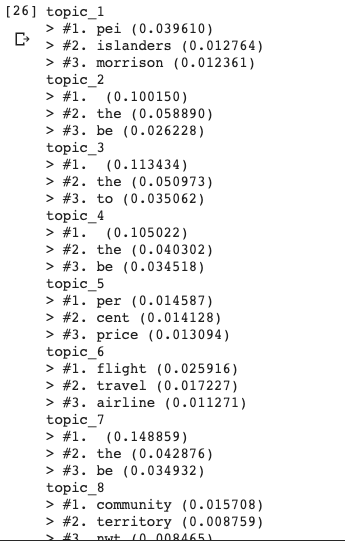 [26] topic_1
> #1. pei (0.039610)
> #2. islanders (0.012764)
> #3. morrison (0.012361)
topic_2
> #1.  (0.100150)
> #2. the (0.058890)
> #3. be (0.026228)
topic_3
> #1.  (0.113434)
> #2. the (0.050973)
> #3. to (0.035062)
topic_4
> #1.  (0.105022)
> #2. the (0.040302)
> #3. be (0.034518)
topic_5
> #1. per (0.014587)
> #2. cent (0.014128)
> #3. price (0.013094)
topic_6
> #1. flight (0.025916)
> #2. travel (0.017227)
> #3. airline (0.011271)
topic_7
> #1.  (0.148859)
> #2. the (0.042876)
> #3. be (0.034932)
topic_8
> #1. community (0.015708)
> #2. territory (0.008759)
> #3. nwt (0.008465)